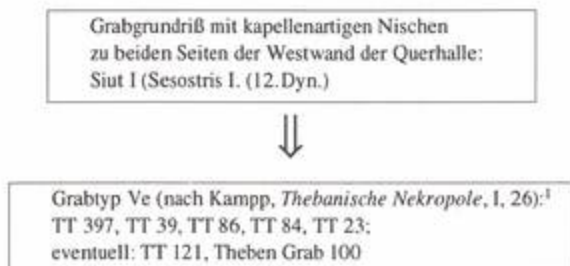 Grabgrundriß mit kapellenartigen Nischen
zu beiden Seiten der Westwand der Querhalle:
Siut I (Sesostris I. (12.Dyn.)
⇓
Grabtyp Ve (nach Kampp, Thebanische Nekropole, I, 26):¹
TT 397, TT 39, TT 86, TT 84, TT 23;
eventuell: TT 121, Theben Grab 100